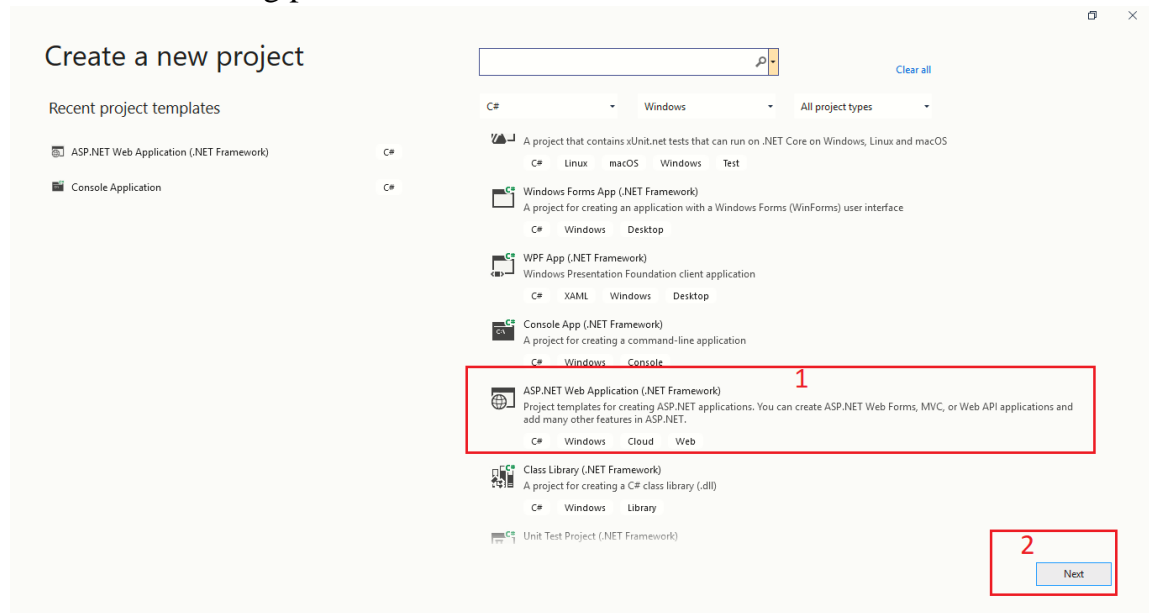 Create a new project
Clear all
Recent project templates
C#
Windows
All project types
ASP.NET Web Application (.NET Framework)
C#
Console Application
C#
A project that contains xUnit.net tests that can run on .NET Core on Windows, Linux and macOS
C# Linux macOS Windows Test
Windows Forms App (.NET Framework)
A project for creating an application with a Windows Forms (WinForms) user interface
C# Windows Desktop
WPF App (.NET Framework)
Windows Presentation Foundation client application
C# XAML Windows Desktop
Console App (.NET Framework)
A project for creating a command-line application
C# Windows Console
1
ASP.NET Web Application (.NET Framework)
Project templates for creating ASP.NET applications. You can create ASP.NET Web Forms, MVC, or Web API applications and
add many other features in ASP.NET.
C# Windows Cloud Web
Class Library (.NET Framework)
A project for creating a C# class library (.dll)
C# Windows Library
Unit Test Project (.NET Framework)
2
Next